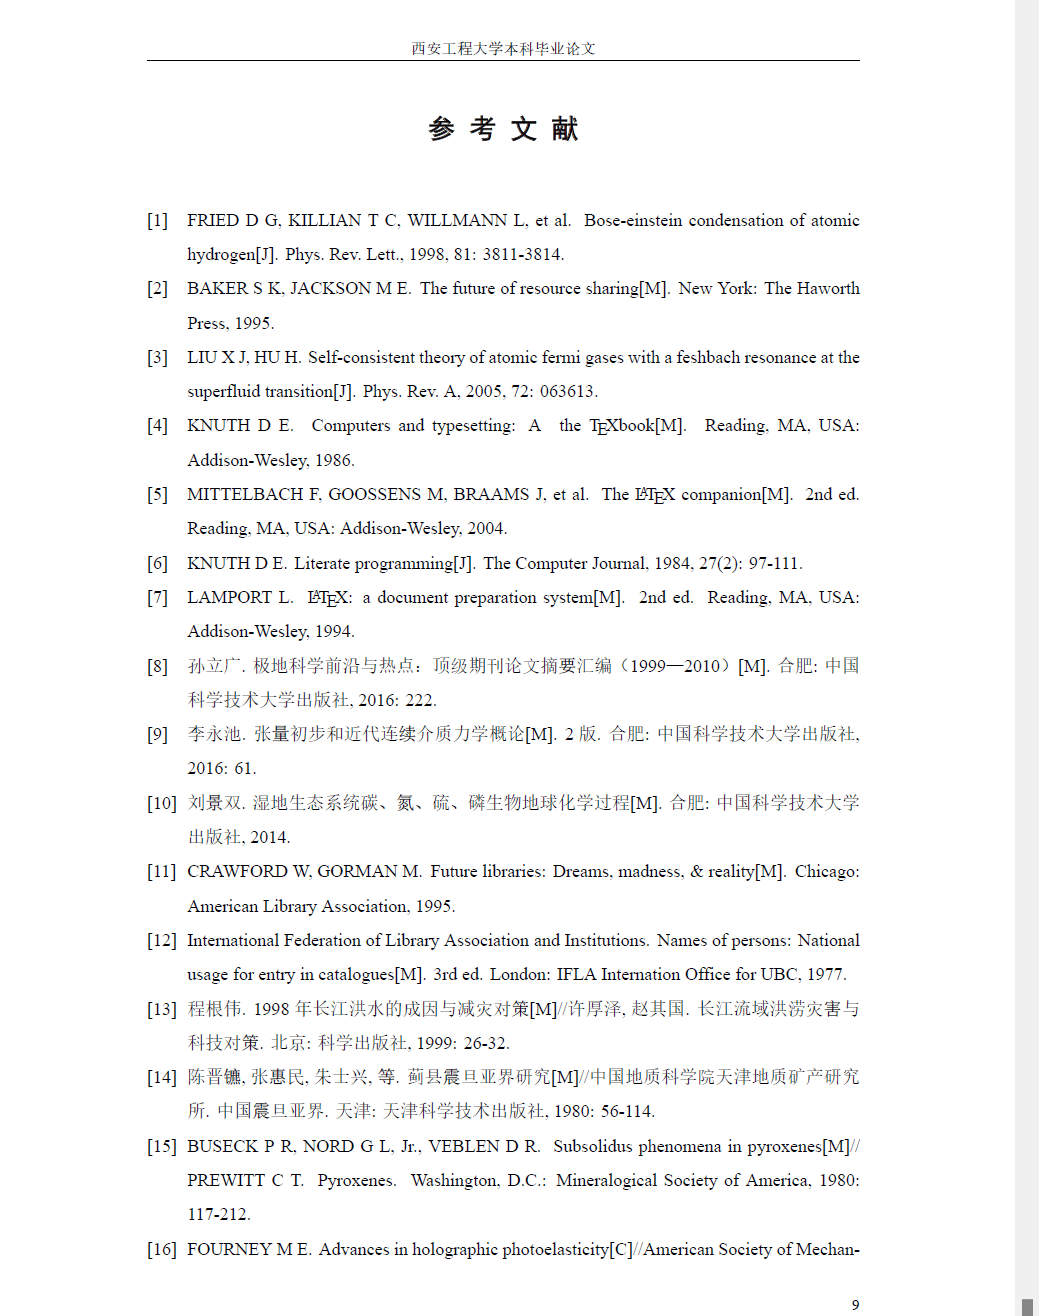 西安工程大学本科毕业论文
参 考 文 献
[1] FRIED D G, KILLIAN T C, WILLMANN L, et al. Bose-einstein condensation of atomic
hydrogen[J]. Phys. Rev. Lett., 1998, 81: 3811-3814.
[2] BAKER S K, JACKSON M E. The future of resource sharing[M]. New York: The Haworth
Press, 1995.
[3] LIU X J, HU H. Self-consistent theory of atomic fermi gases with a feshbach resonance at the
superfluid transition[J]. Phys. Rev. A, 2005, 72: 063613.
[4] KNUTH D E. Computers and typesetting: A the TEXbook[M]. Reading, MA, USA:
Addison-Wesley, 1986.
[5] MITTELBACH F, GOOSSENS M, BRAAMS J, et al. The LATEX companion[M]. 2nd ed.
Reading, MA, USA: Addison-Wesley, 2004.
[6] KNUTH D E. Literate programming[J]. The Computer Journal, 1984, 27(2): 97-111.
[7] LAMPORT L. LATEX: a document preparation system[M]. 2nd ed. Reading, MA, USA:
Addison-Wesley, 1994.
[8] 孙立广. 极地科学前沿与热点：顶级期刊论文摘要汇编（1999—2010）[M]. 合肥: 中国
科学技术大学出版社, 2016: 222.
[9] 李永池. 张量初步和近代连续介质力学概论[M]. 2 版. 合肥: 中国科学技术大学出版社,
2016: 61.
[10] 刘景双. 湿地生态系统碳、氮、硫、磷生物地球化学过程[M]. 合肥: 中国科学技术大学
出版社, 2014.
[11] CRAWFORD W, GORMAN M. Future libraries: Dreams, madness, & reality[M]. Chicago:
American Library Association, 1995.
[12] International Federation of Library Association and Institutions. Names of persons: National
usage for entry in catalogues[M]. 3rd ed. London: IFLA Internation Office for UBC, 1977.
[13] 程根伟. 1998 年长江洪水的成因与减灾对策[M]//许厚泽, 赵其国. 长江流域洪涝灾害与
科技对策. 北京: 科学出版社, 1999: 26-32.
[14] 陈晋镳, 张惠民, 朱士兴, 等. 蓟县震旦亚界研究[M]//中国地质科学院天津地质矿产研究
所. 中国震旦亚界. 天津: 天津科学技术出版社, 1980: 56-114.
[15] BUSECK P R, NORD G L, Jr., VEBLEN D R. Subsolidus phenomena in pyroxenes[M]//
PREWITT C T. Pyroxenes. Washington, D.C.: Mineralogical Society of America, 1980:
117-212.
[16] FOURNEY M E. Advances in holographic photoelasticity[C]//American Society of Mechan-
9